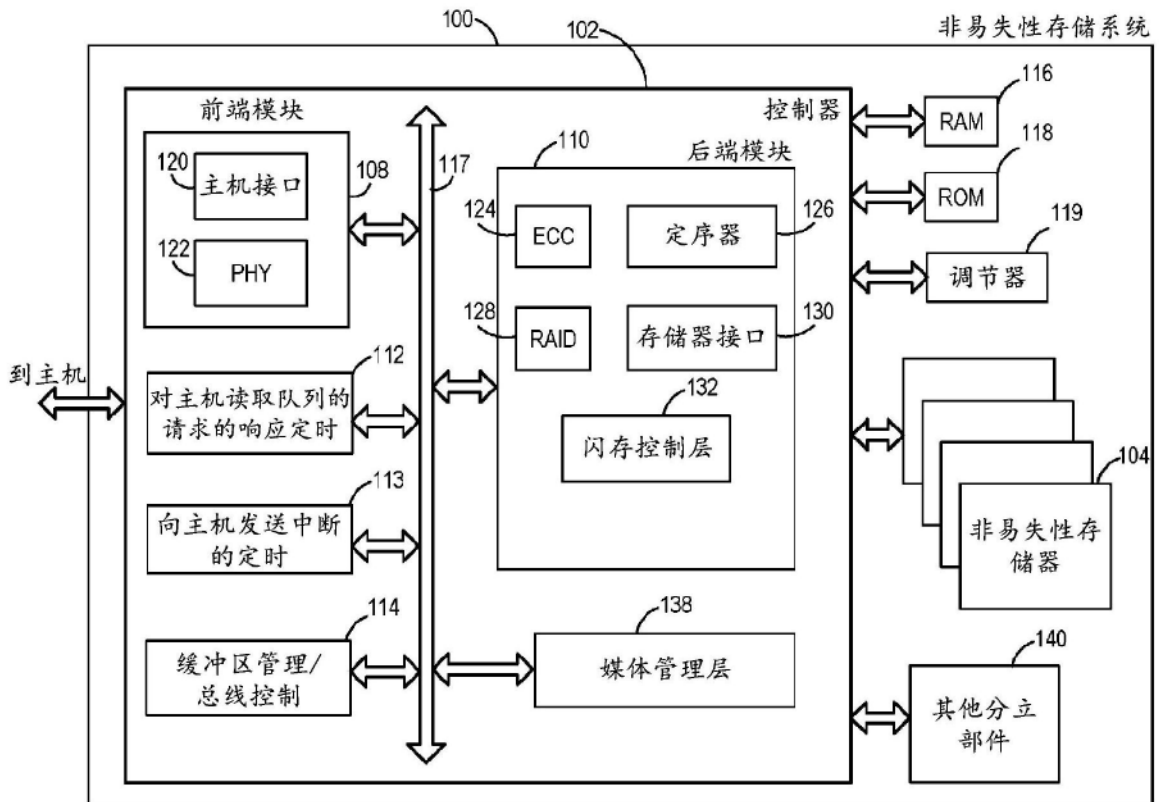 100
102
非易失性存储系统
前端模块
控制器
116
RAM
120
主机接口
108
117
110
后端模块
118
ROM
122
PHY
124
ECC
定序器
126
119
调节器
128
RAID
存储器接口
130
到主机
112
对主机读取队列的
请求的响应定时
132
闪存控制层
104
非易失性存
储器
113
向主机发送中断
的定时
114
缓冲区管理/
总线控制
138
媒体管理层
140
其他分立
部件